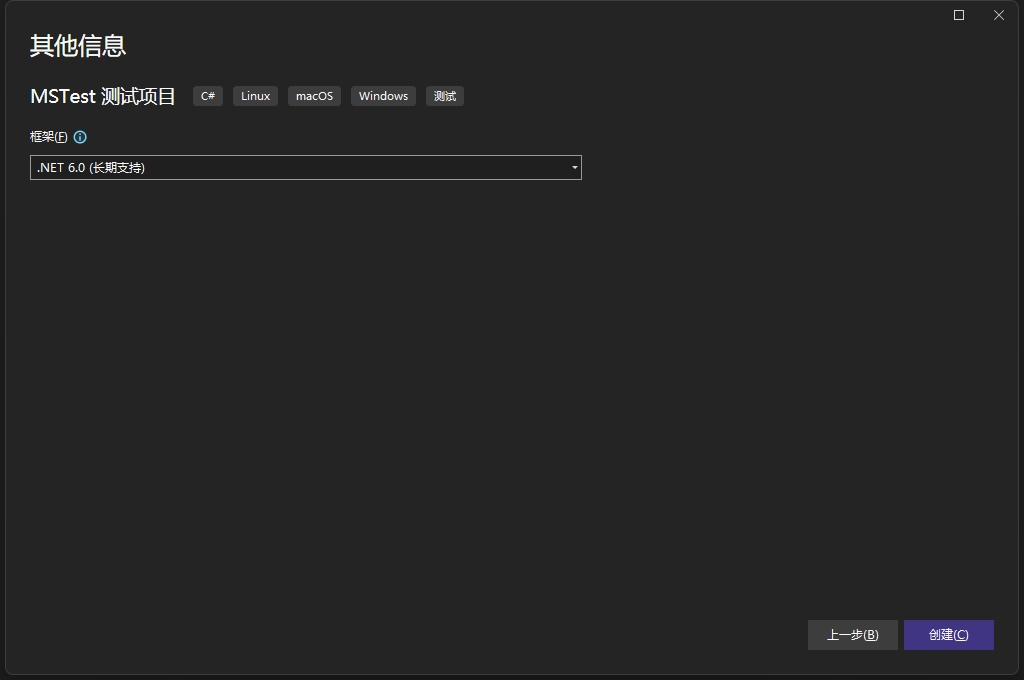 其他信息
MSTest 测试项目 C# Linux macOS Windows 测试
框架(F)
.NET 6.0 (长期支持)
上一步(B) 创建(C)